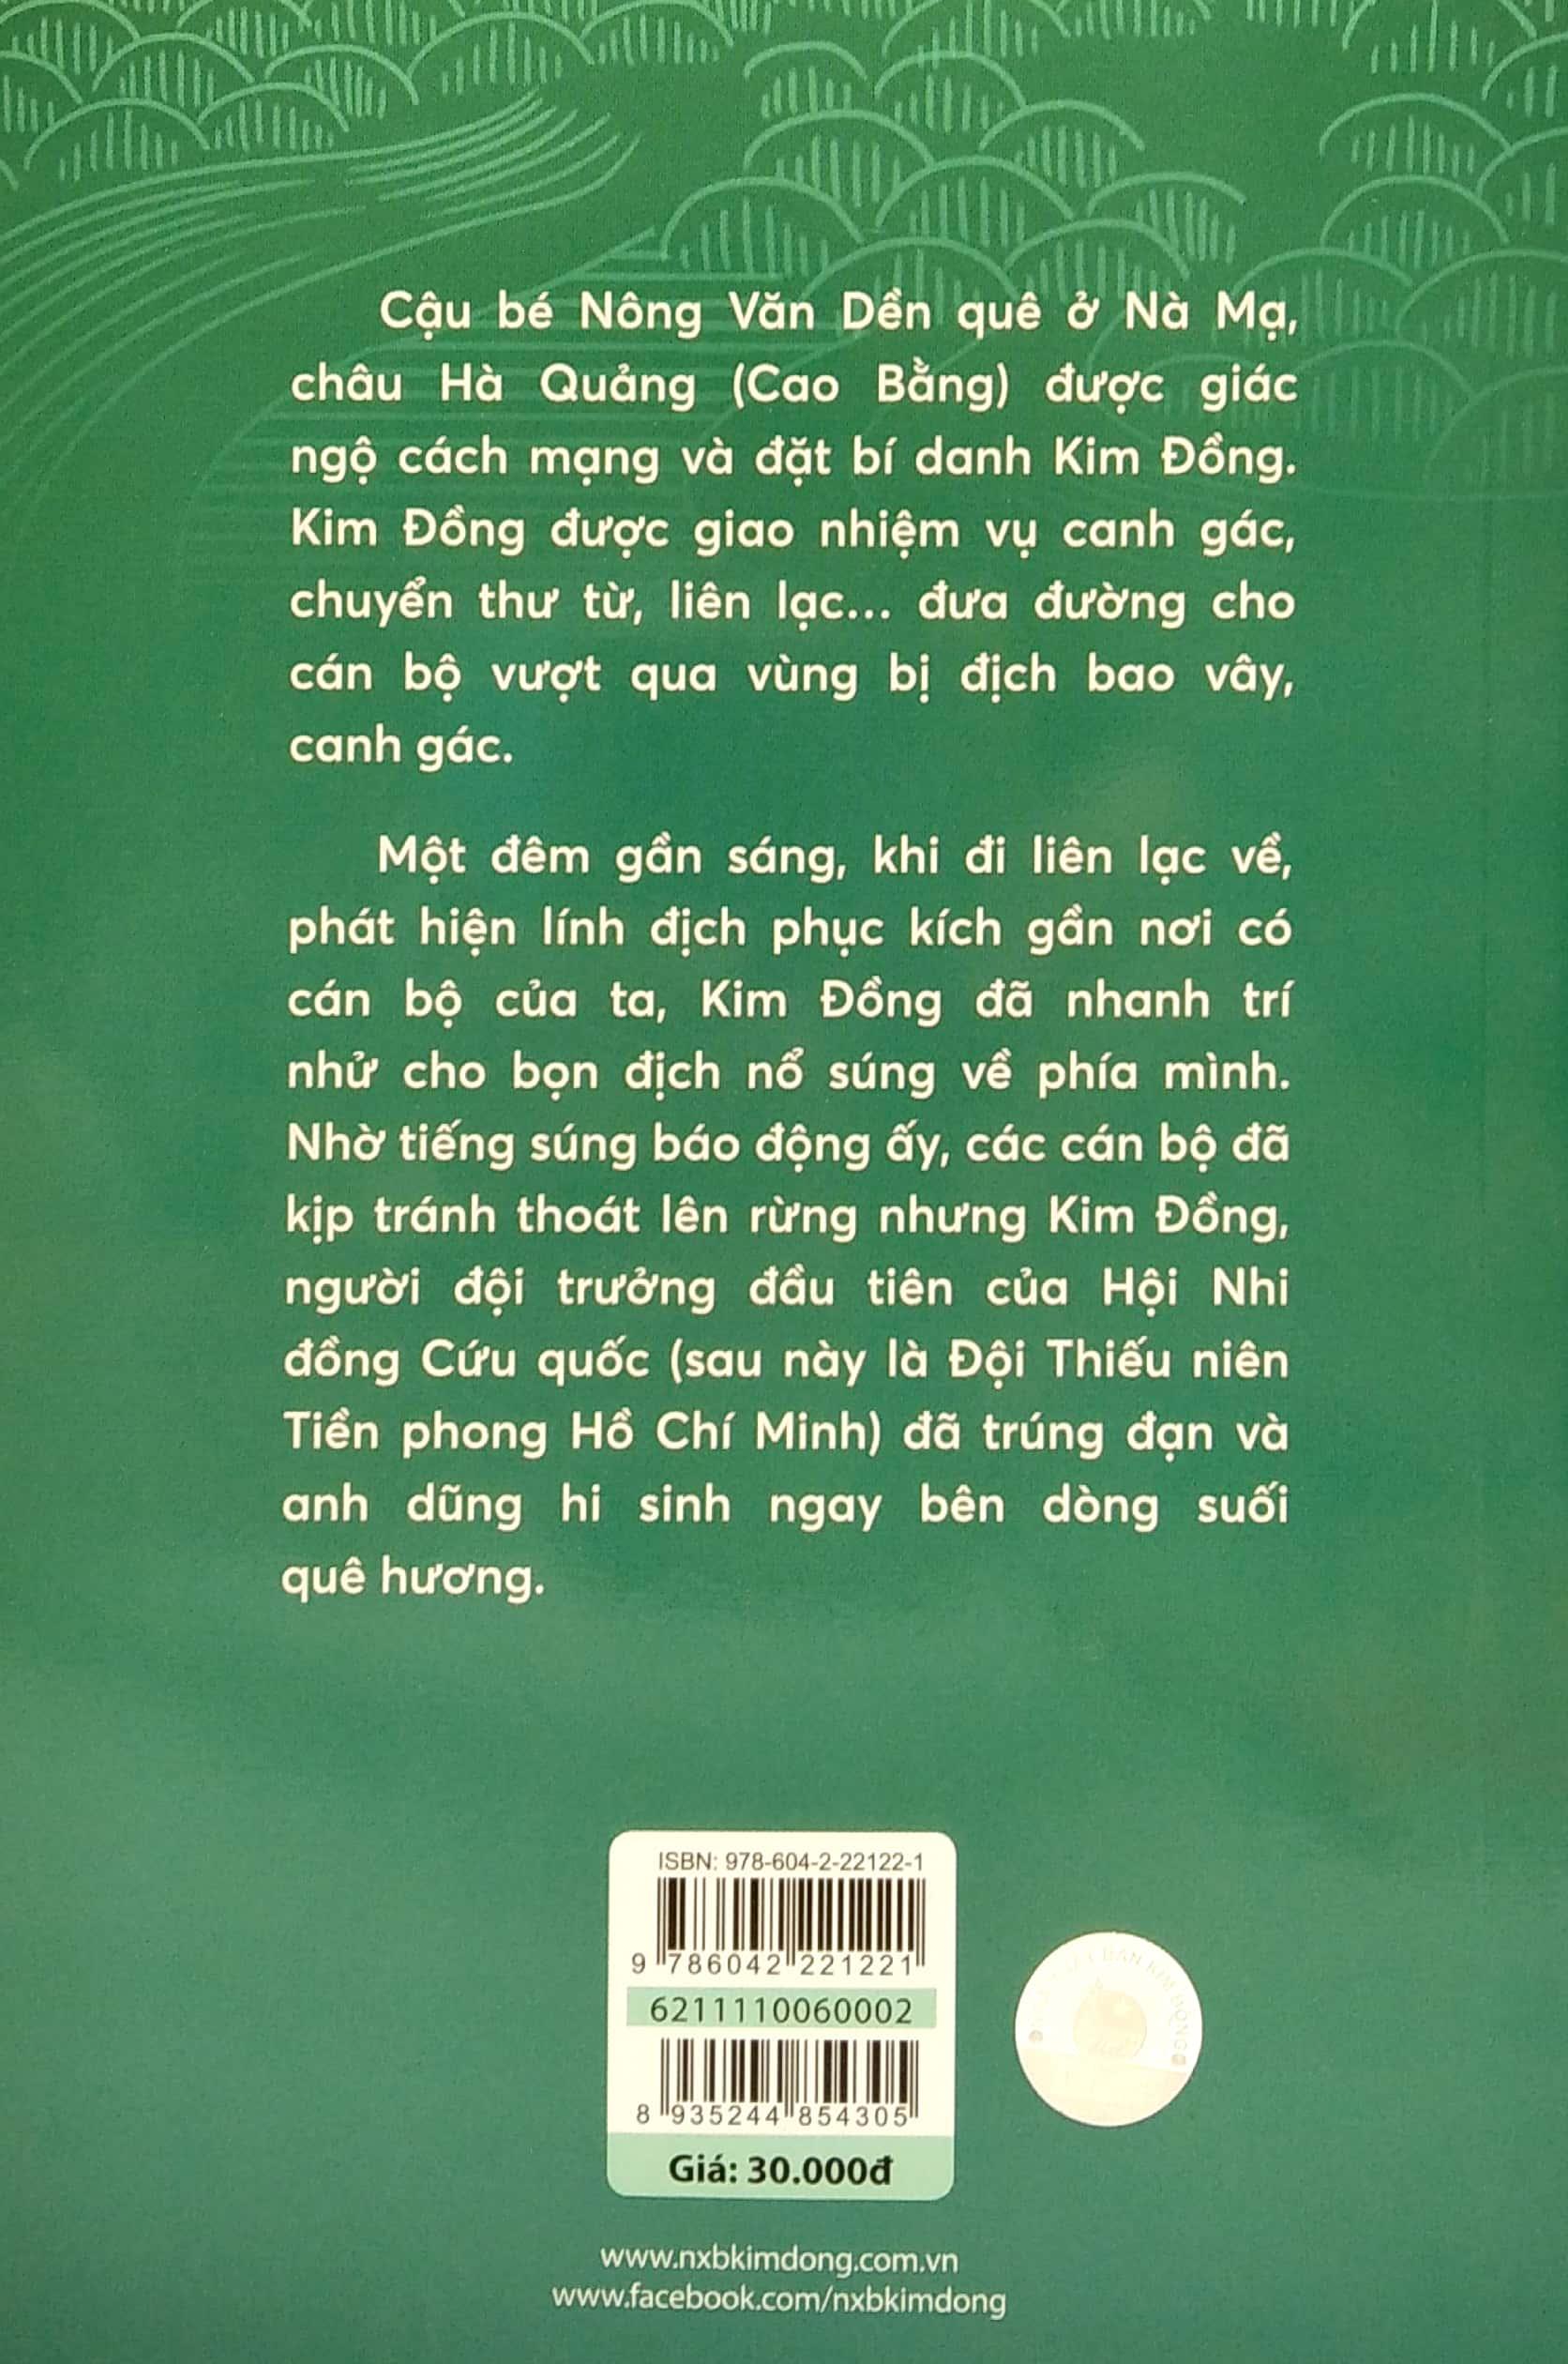 Cậu bé Nông Văn Dền quê ở Nà Mạ,
châu Hà Quảng (Cao Bằng) được giác
ngộ cách mạng và đặt bí danh Kim Đồng.
Kim Đồng được giao nhiệm vụ canh gác,
chuyển thư từ, liên lạc... đưa đường cho
cán bộ vượt qua vùng bị địch bao vây,
canh gác.
Một đêm gần sáng, khi đi liên lạc về,
phát hiện lính địch phục kích gần nơi có
cán bộ của ta, Kim Đồng đã nhanh trí
nhử cho bọn địch nổ súng về phía mình.
Nhờ tiếng súng báo động ấy, các cán bộ đã
kịp tránh thoát lên rừng nhưng Kim Đồng,
người đội trưởng đầu tiên của Hội Nhi
đồng Cứu quốc (sau này là Đội Thiếu niên
Tiền phong Hồ Chí Minh) đã trúng đạn và
anh dũng hi sinh ngay bên dòng suối
quê hương.
ISBN: 978-604-2-22122-1
9 786042 221221
6211110060002
8 935244 854305
Giá: 30.000đ
www.nxbkimdong.com.vn
www.facebook.com/nxbkimdong